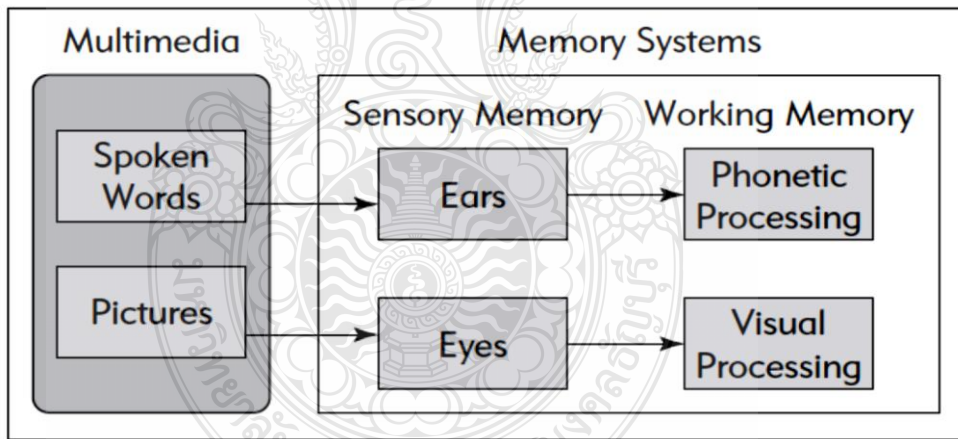 Multimedia
Memory Systems
Sensory Memory
Working Memory
Spoken
Words
Ears
Phonetic
Processing
Pictures
Eyes
Visual
Processing